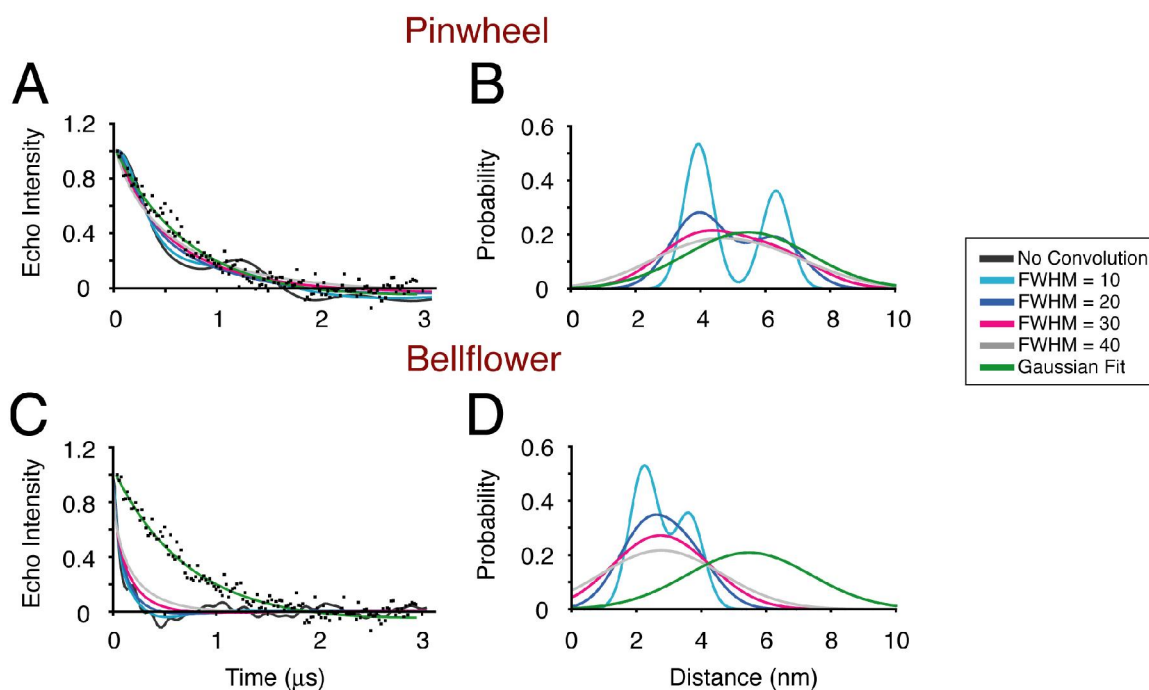 Pinwheel
A
Echo Intensity
1.2
0.8
0.4
0
0
1
2
3
B
Probability
0.6
0.4
0.2
0
0
2
4
6
8
10
No Convolution
FWHM = 10
FWHM = 20
FWHM = 30
FWHM = 40
Gaussian Fit
Bellflower
C
Echo Intensity
1.2
0.8
0.4
0
0
1
2
3
Time (μs)
D
Probability
0.6
0.4
0.2
0
0
2
4
6
8
10
Distance (nm)